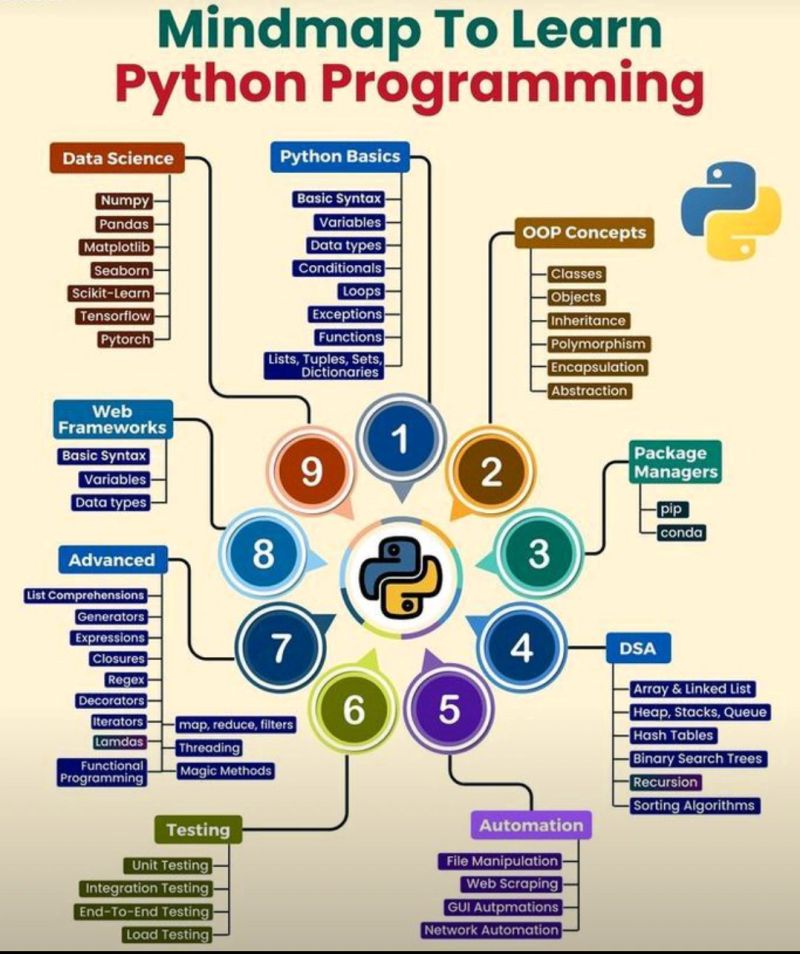 Mindmap To Learn
Python Programming
Data Science
Numpy
Pandas
Matplotlib
Seaborn
Scikit-Learn
Tensorflow
Pytorch
Python Basics
Basic Syntax
Variables
Data types
Conditionals
Loops
Exceptions
Functions
Lists, Tuples, Sets,
Dictionaries
OOP Concepts
Classes
Objects
Inheritance
Polymorphism
Encapsulation
Abstraction
Web
Frameworks
Basic Syntax
Variables
Data types
Package
Managers
pip
conda
1
2
3
4
5
6
7
8
9
Advanced
List Comprehensions
Generators
Expressions
Closures
Regex
Decorators
Iterators
Lamdas
Functional
Programming
map, reduce, filters
Threading
Magic Methods
DSA
Array & Linked List
Heap, Stacks, Queue
Hash Tables
Binary Search Trees
Recursion
Sorting Algorithms
Testing
Unit Testing
Integration Testing
End-To-End Testing
Load Testing
Automation
File Manipulation
Web Scraping
GUI Autpmations
Network Automation